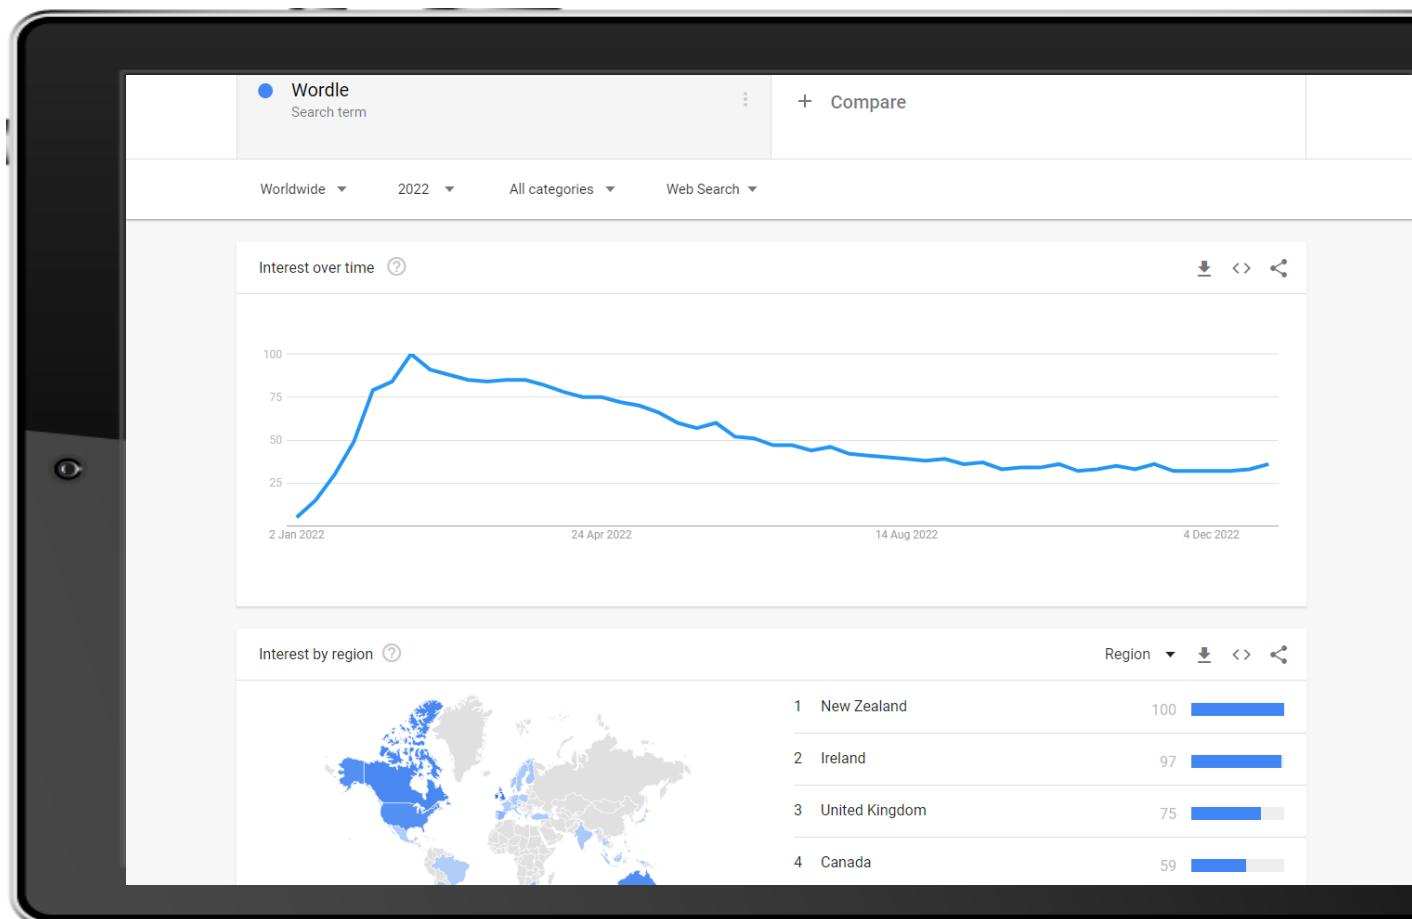 Wordle
Search term
+ Compare
Worldwide 2022 All categories Web Search
Interest over time ?
100
75
50
25
2 Jan 2022 24 Apr 2022 14 Aug 2022 4 Dec 2022
Interest by region ? Region
1 New Zealand 100
2 Ireland 97
3 United Kingdom 75
4 Canada 59